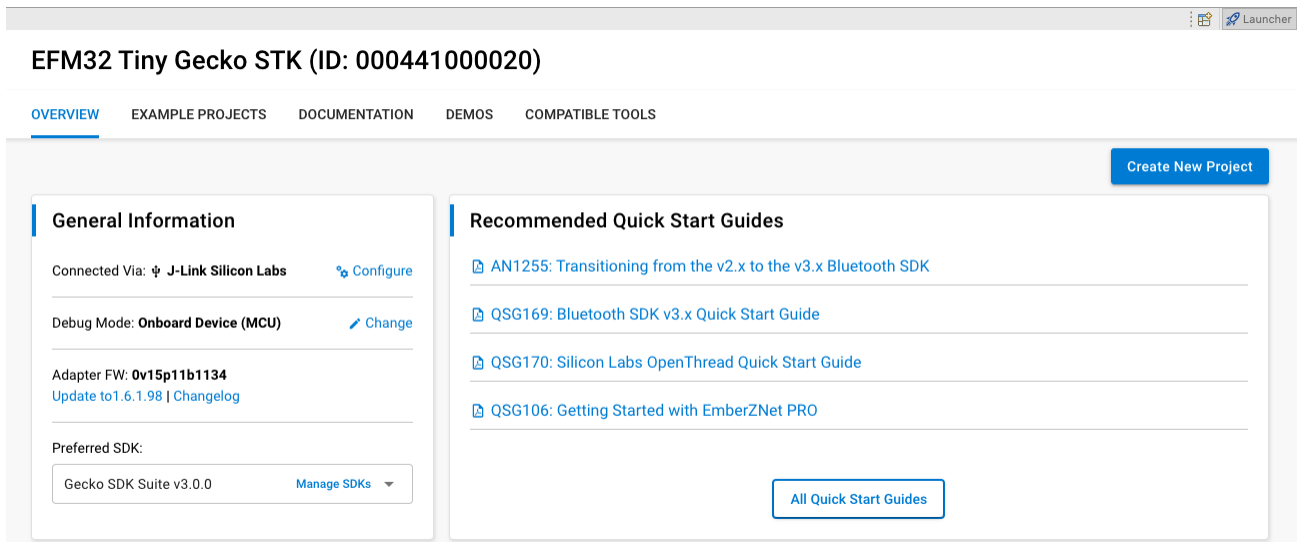 Launcher
EFM32 Tiny Gecko STK (ID: 000441000020)
OVERVIEW EXAMPLE PROJECTS DOCUMENTATION DEMOS COMPATIBLE TOOLS
Create New Project
General Information
Connected Via: J-Link Silicon Labs Configure
Debug Mode: Onboard Device (MCU) Change
Adapter FW: 0v15p11b1134
Update to1.6.1.98 | Changelog
Preferred SDK:
Gecko SDK Suite v3.0.0 Manage SDKs
Recommended Quick Start Guides
AN1255: Transitioning from the v2.x to the v3.x Bluetooth SDK
QSG169: Bluetooth SDK v3.x Quick Start Guide
QSG170: Silicon Labs OpenThread Quick Start Guide
QSG106: Getting Started with EmberZNet PRO
All Quick Start Guides